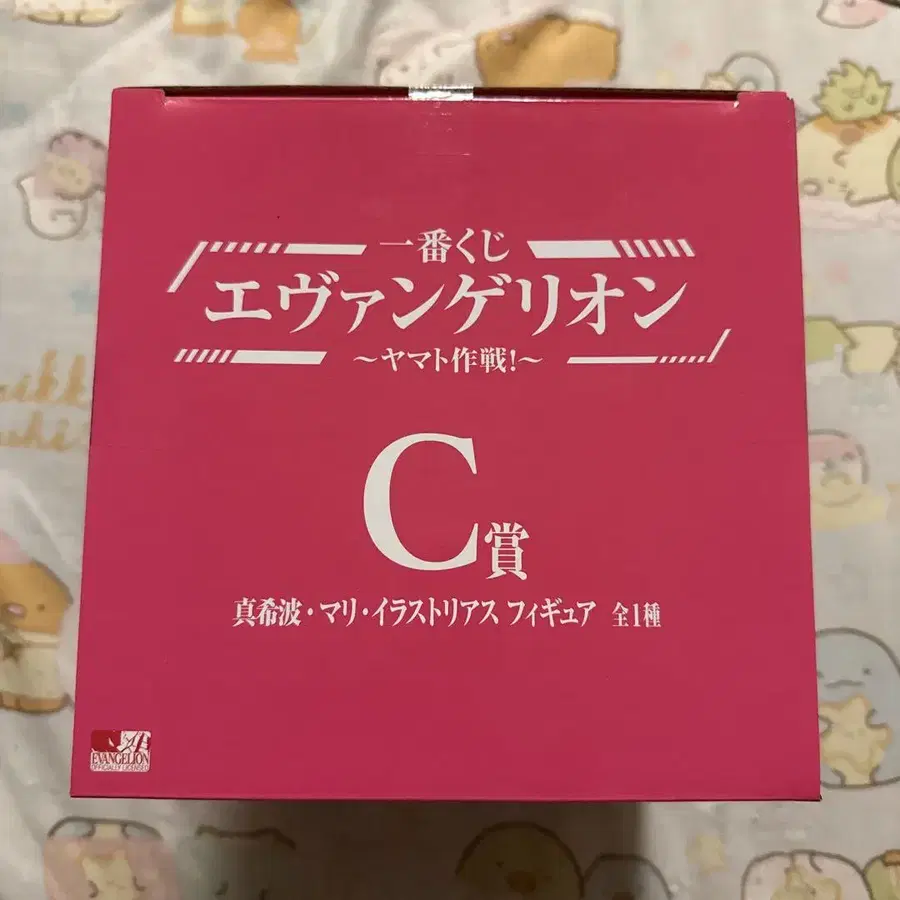 一番くじ
エヴァンゲリオン
～ヤマト作戦!～
C賞
真希波・マリ・イラストリアス フィギュア 全1種
EVANGELION
OFFICIALLY LICENSED